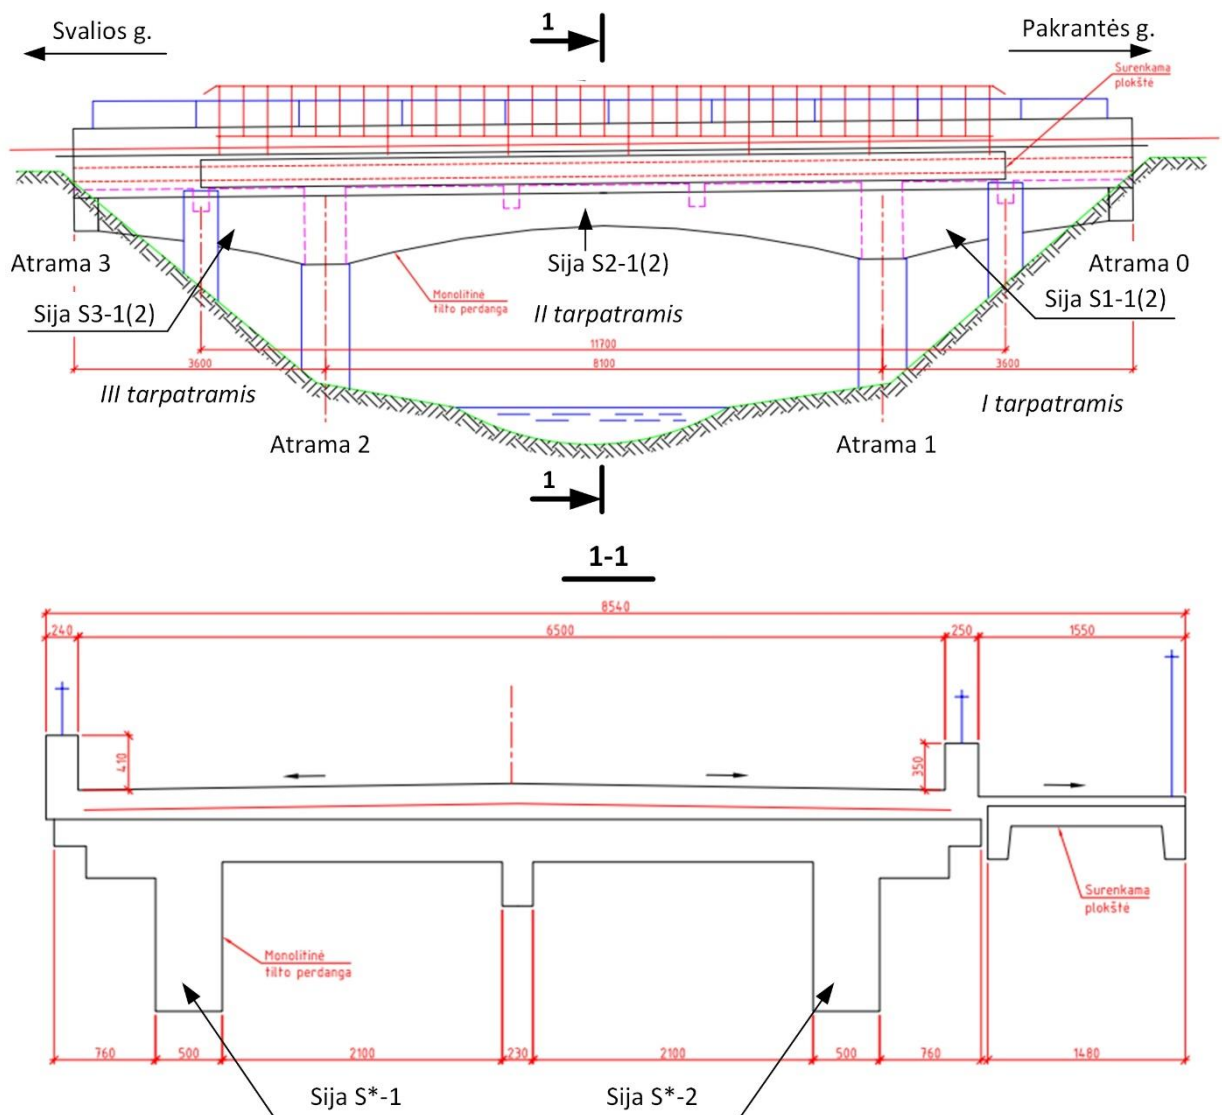 Svalios g.
1
Pakrantės g.
Surenkama
plokštė
Atrama 3
Sija S2-1(2)
Atrama 0
Monolitinė
tilto perdanga
Sija S3-1(2)
II tarpatramis
Sija S1-1(2)
11700
3600
8100
3600
III tarpatramis
I tarpatramis
Atrama 2
Atrama 1
1
1-1
8540
240
6500
250
1550
410
350
Surenkama
plokštė
Monolitinė
tilto perdanga
760
500
2100
230
2100
500
760
1480
Sija S*-1
Sija S*-2